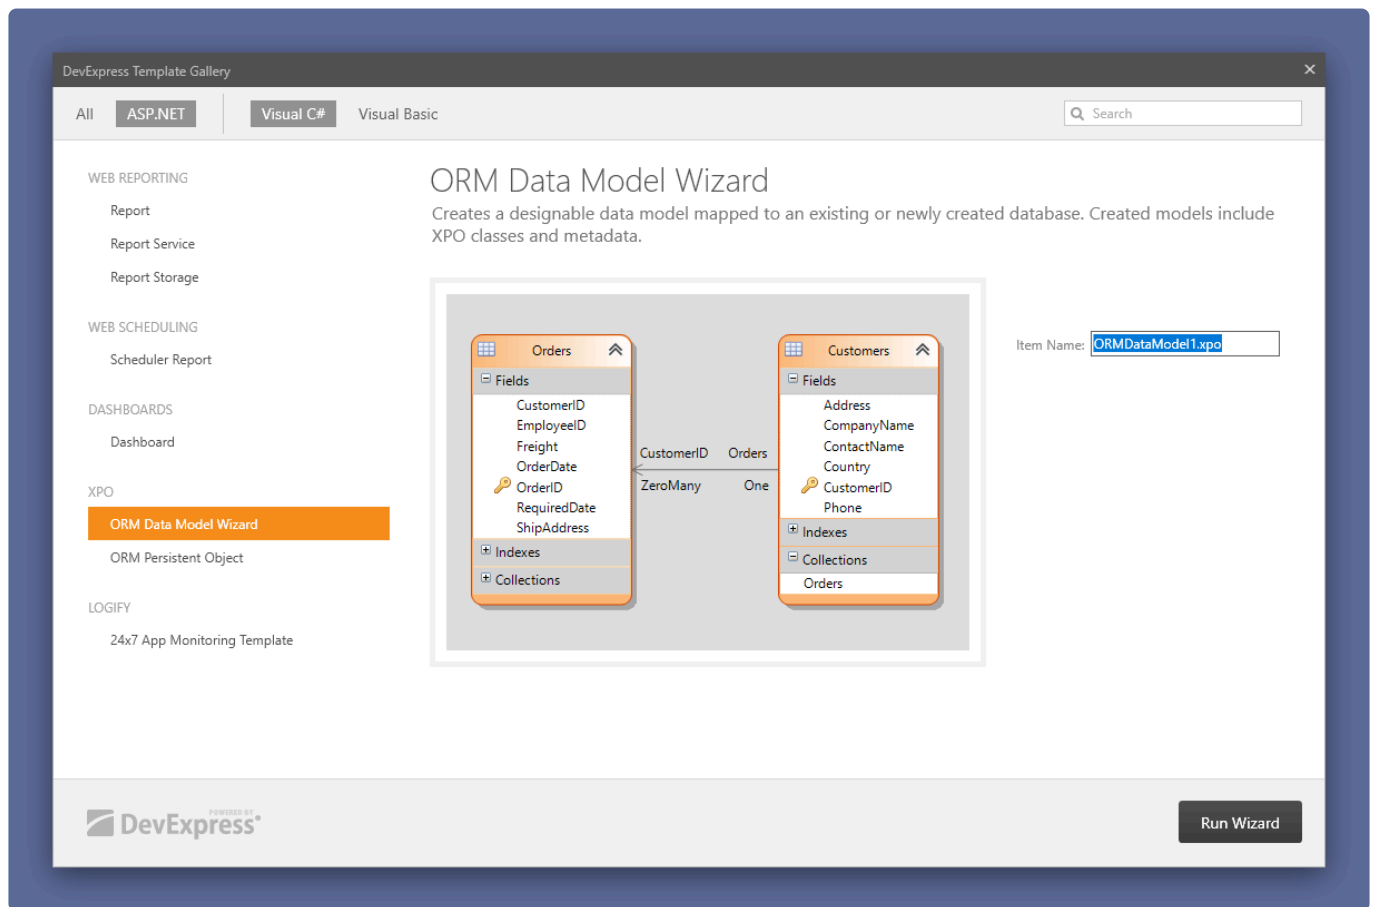 DevExpress Template Gallery
All ASP.NET Visual C# Visual Basic Search
WEB REPORTING
Report
Report Service
Report Storage
WEB SCHEDULING
Scheduler Report
DASHBOARDS
Dashboard
XPO
ORM Data Model Wizard
ORM Persistent Object
LOGIFY
24x7 App Monitoring Template
ORM Data Model Wizard
Creates a designable data model mapped to an existing or newly created database. Created models include
XPO classes and metadata.
Orders
Fields
CustomerID
EmployeeID
Freight
OrderDate
OrderID
RequiredDate
ShipAddress
Indexes
Collections
CustomerID Orders
ZeroMany One
Customers
Fields
Address
CompanyName
ContactName
Country
CustomerID
Phone
Indexes
Collections
Orders
Item Name: ORMDataModel1.xpo
POWERED BY
DevExpress
Run Wizard